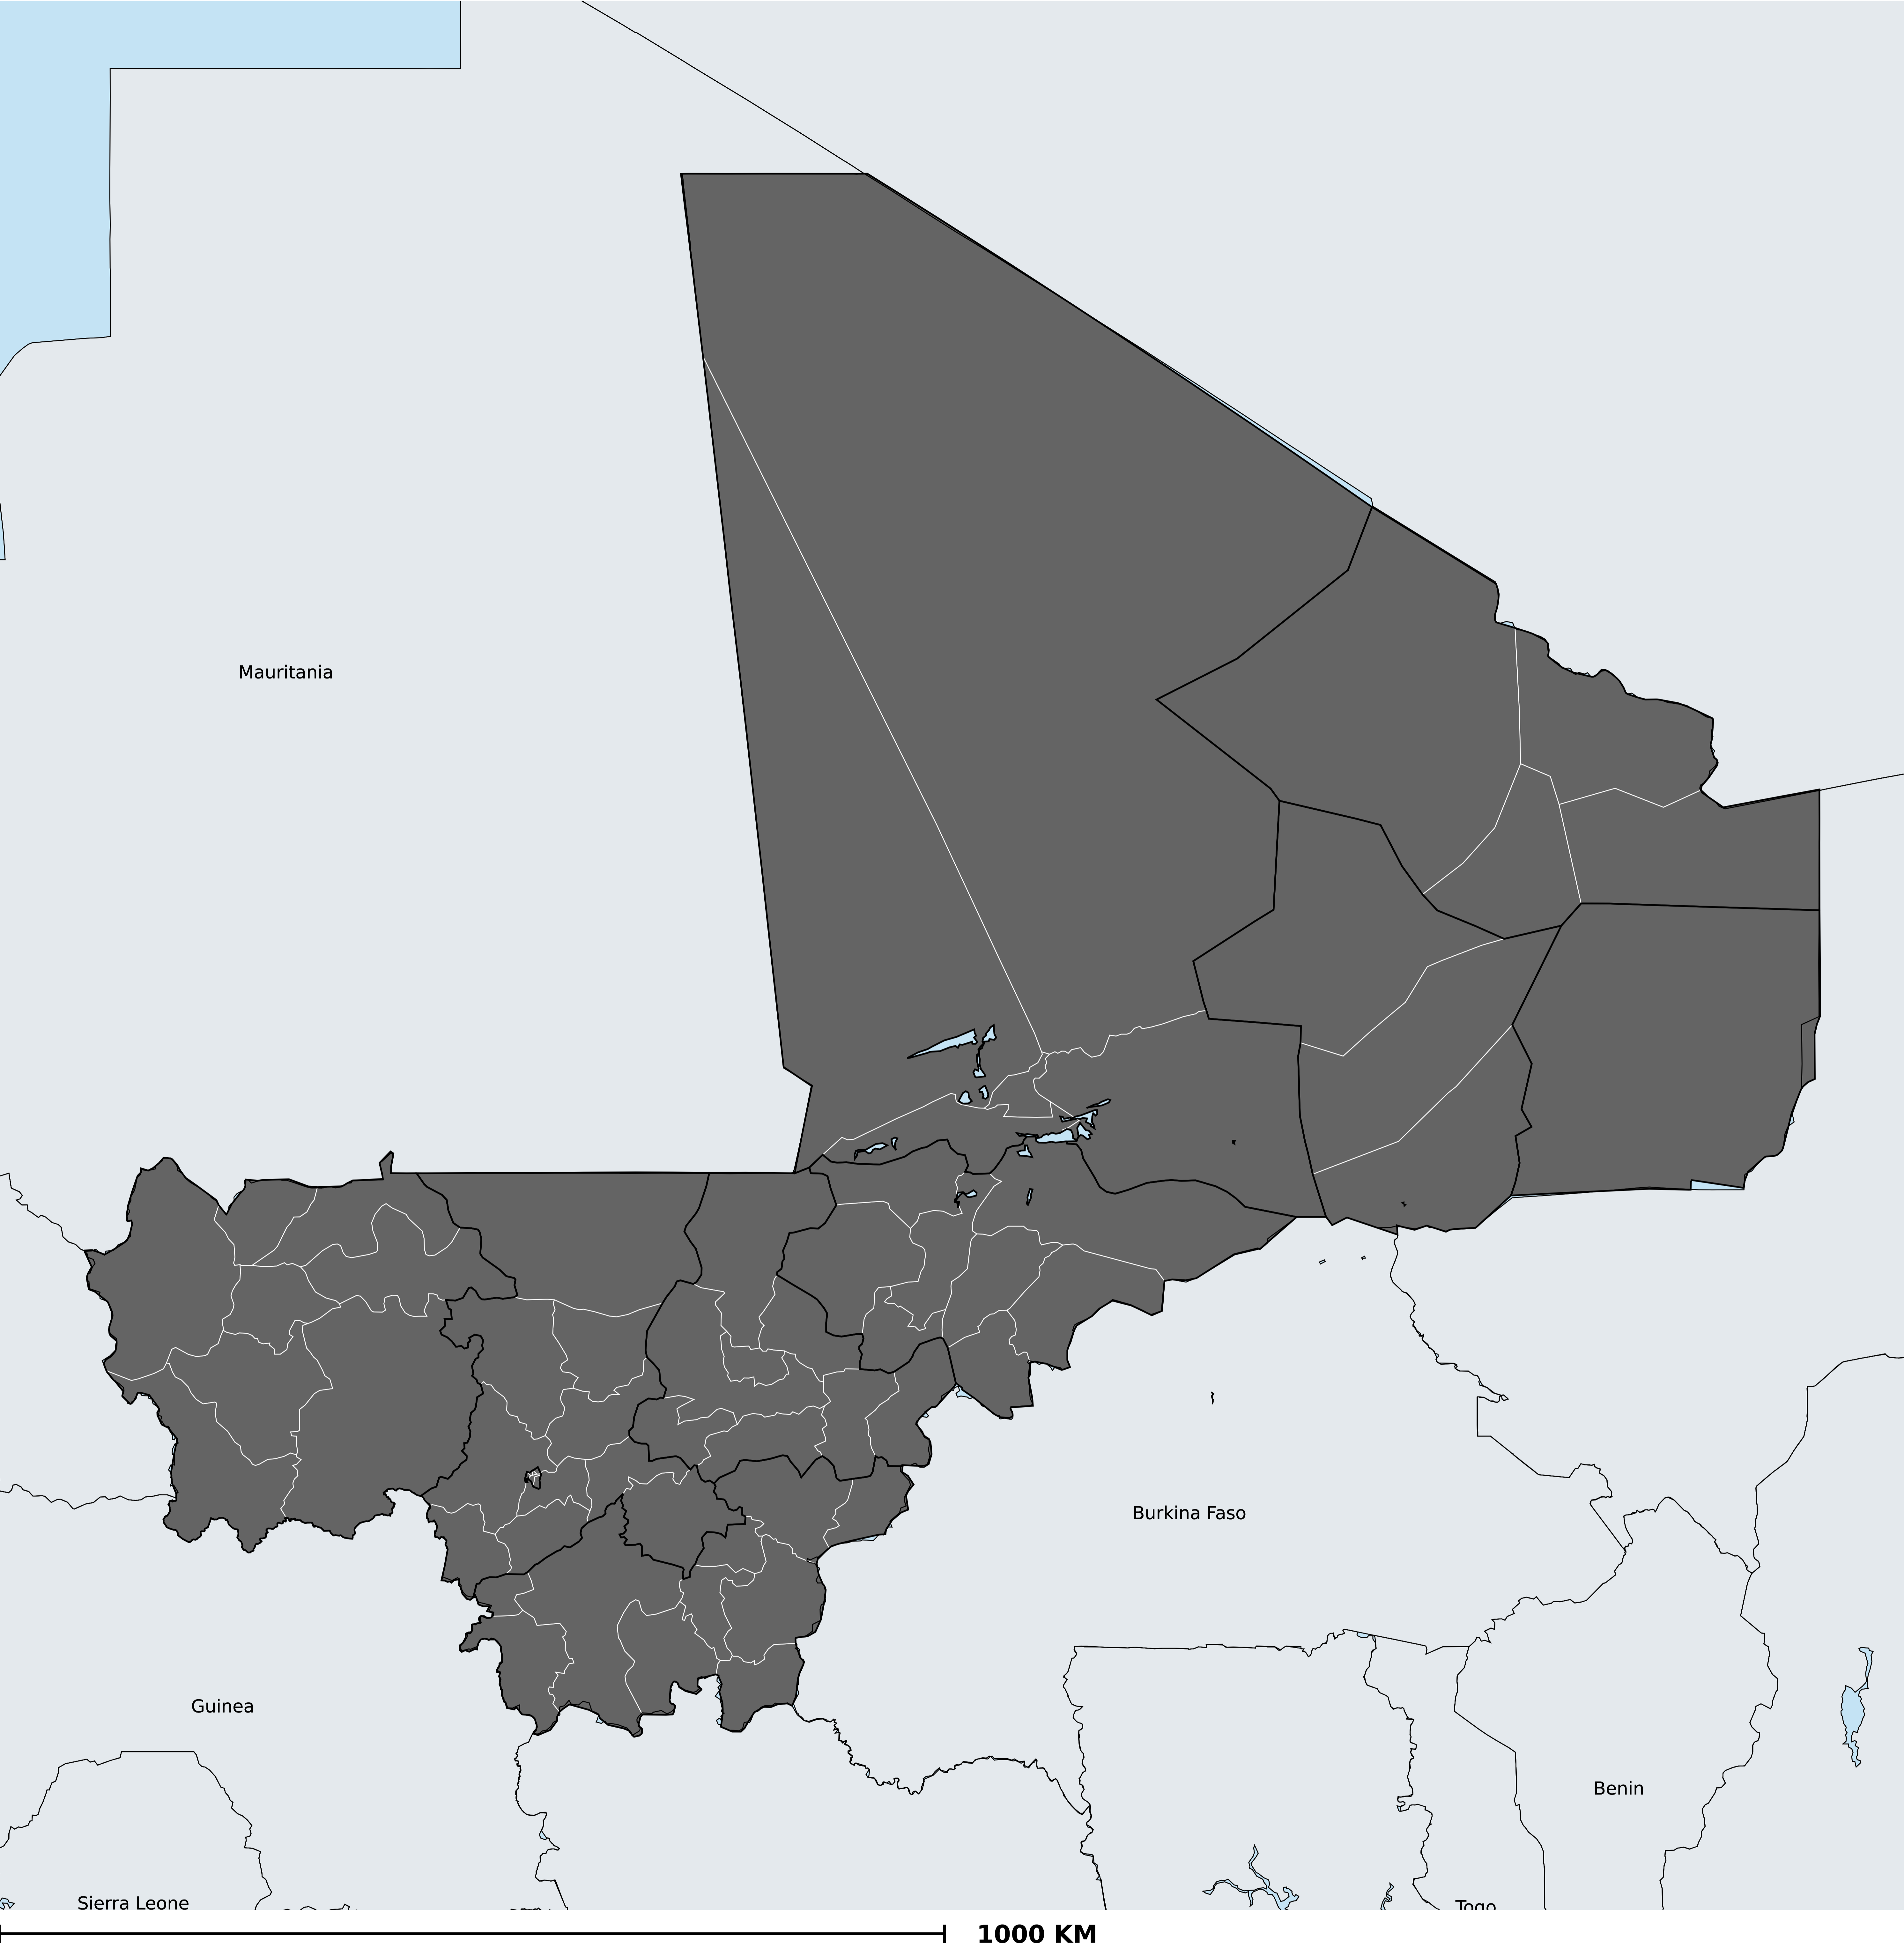 Mauritania
Burkina Faso
Guinea
Benin
Sierra Leone
Togo
1000 KM